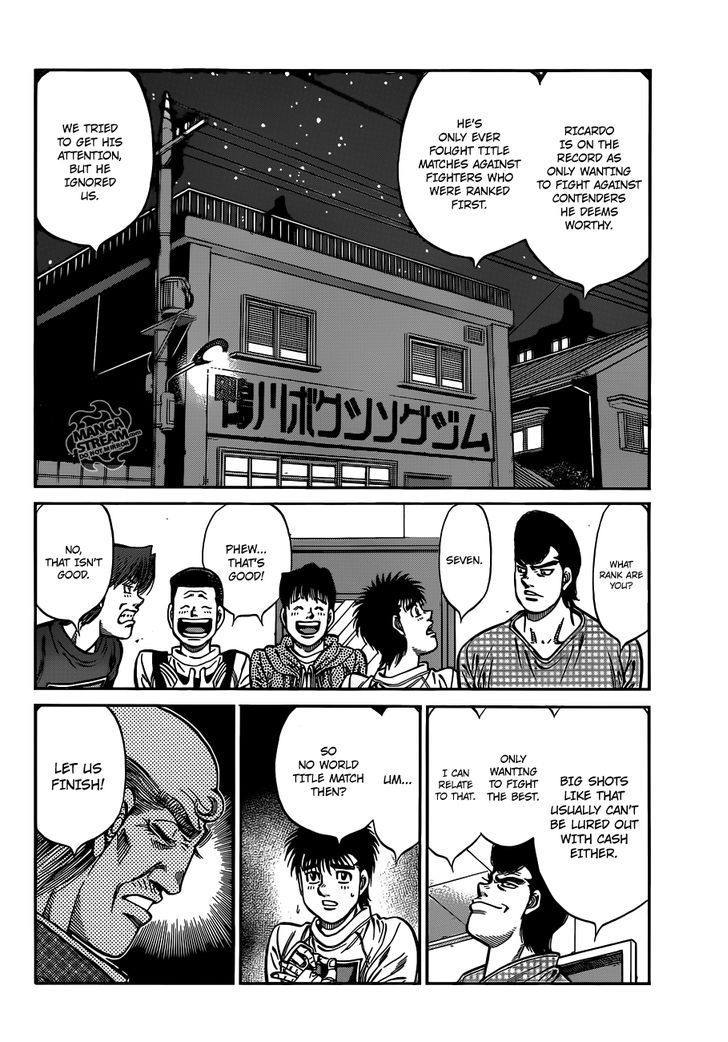 RICARDO
IS ON THE
RECORD AS
ONLY WANTING
TO FIGHT AGAINST
CONTENDERS
HE DEEMS
WORTHY.
HE'S
ONLY EVER
FOUGHT TITLE
MATCHES AGAINST
FIGHTERS WHO
WERE RANKED
FIRST.
WE TRIED
TO GET HIS
ATTENTION,
BUT HE
IGNORED
US.
鴨川ボクシングジム
MANGA
STREAM.COM
DO NOT MIRROR
WHAT
RANK ARE
YOU?
SEVEN.
PHEW...
THAT'S
GOOD!
NO,
THAT ISN'T
GOOD.
BIG SHOTS
LIKE THAT
USUALLY CAN'T
BE LURED OUT
WITH CASH
EITHER.
ONLY
WANTING
TO FIGHT
THE BEST.
I CAN
RELATE
TO THAT.
UM...
SO
NO WORLD
TITLE MATCH
THEN?
LET US
FINISH!